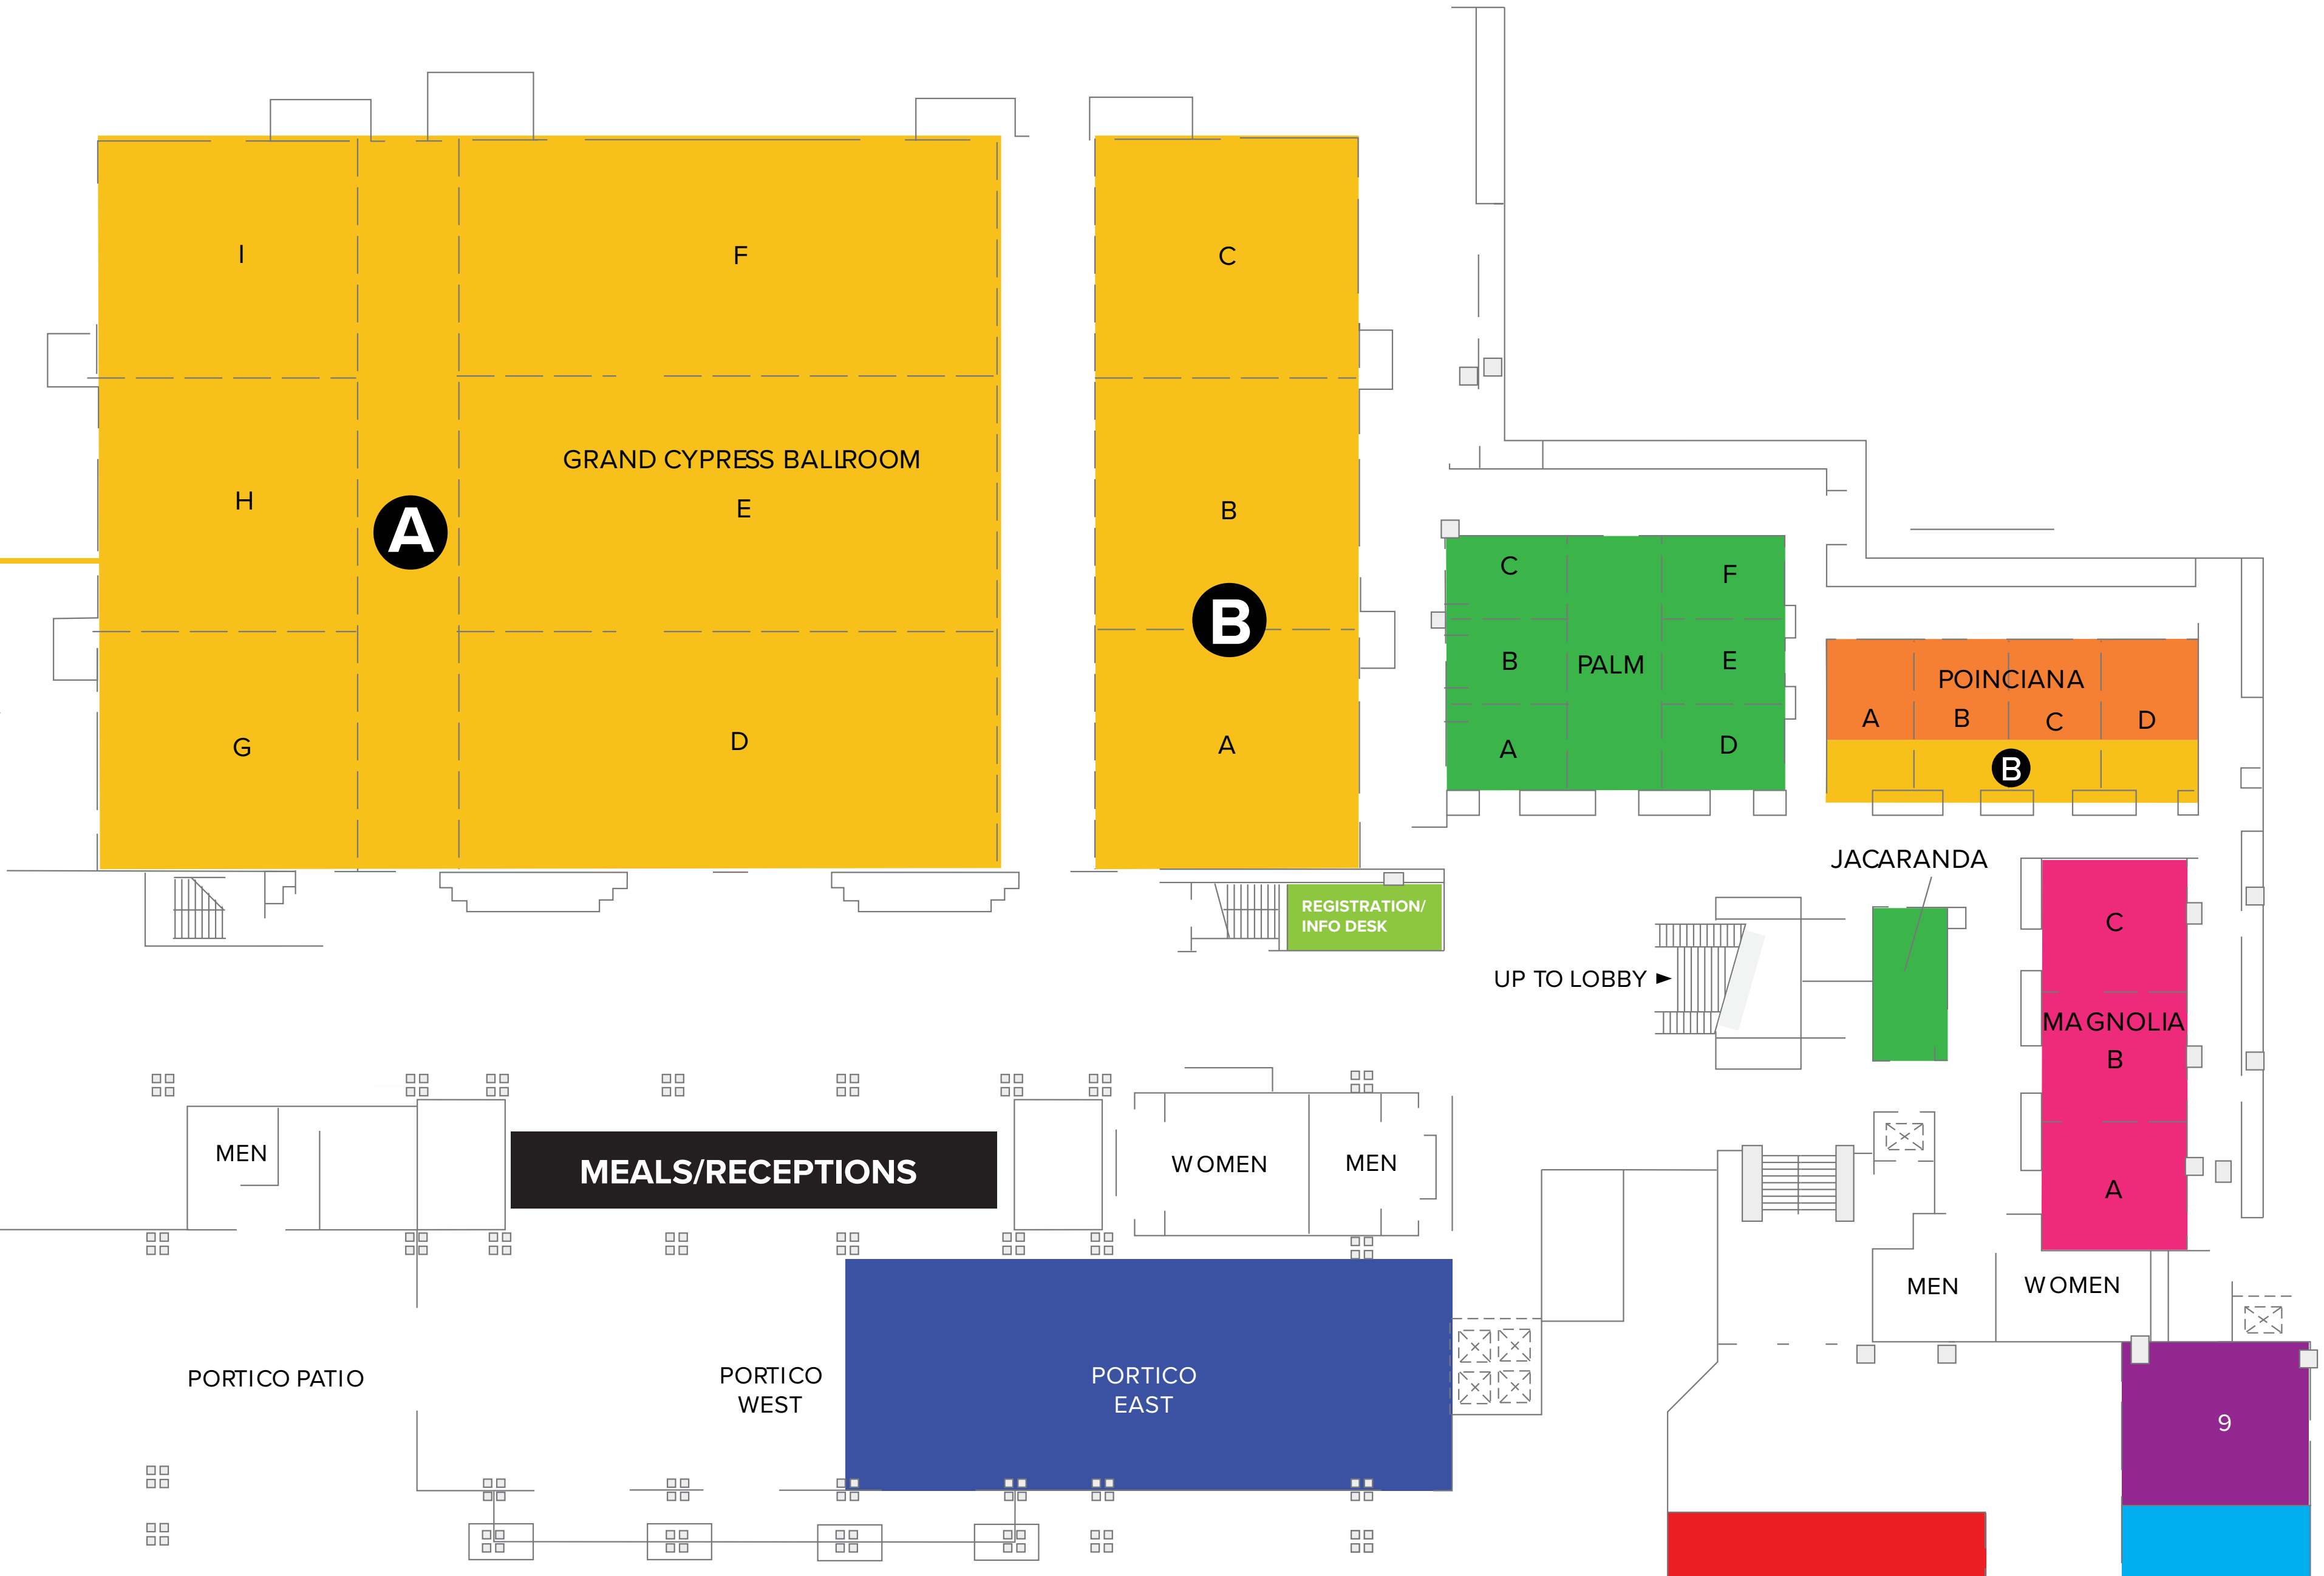 I
F
C
GRAND CYPRESS BALLROOM
H
E
B
A
B
G
D
A
C
F
B
PALM
E
A
D
POINCIANA
A
B
C
D
B
JACARANDA
REGISTRATION/
INFO DESK
UP TO LOBBY
C
MAGNOLIA
B
A
MEN
MEALS/RECEPTIONS
WOMEN
MEN
MEN
WOMEN
PORTICO PATIO
PORTICO
WEST
PORTICO
EAST
9